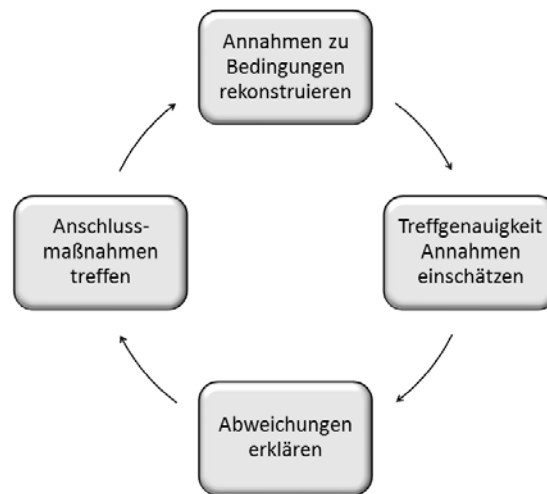 Annahmen zu
Bedingungen
rekonstruieren
Treffgenauigkeit
Annahmen
einschätzen
Abweichungen
erklären
Anschluss-
maßnahmen
treffen